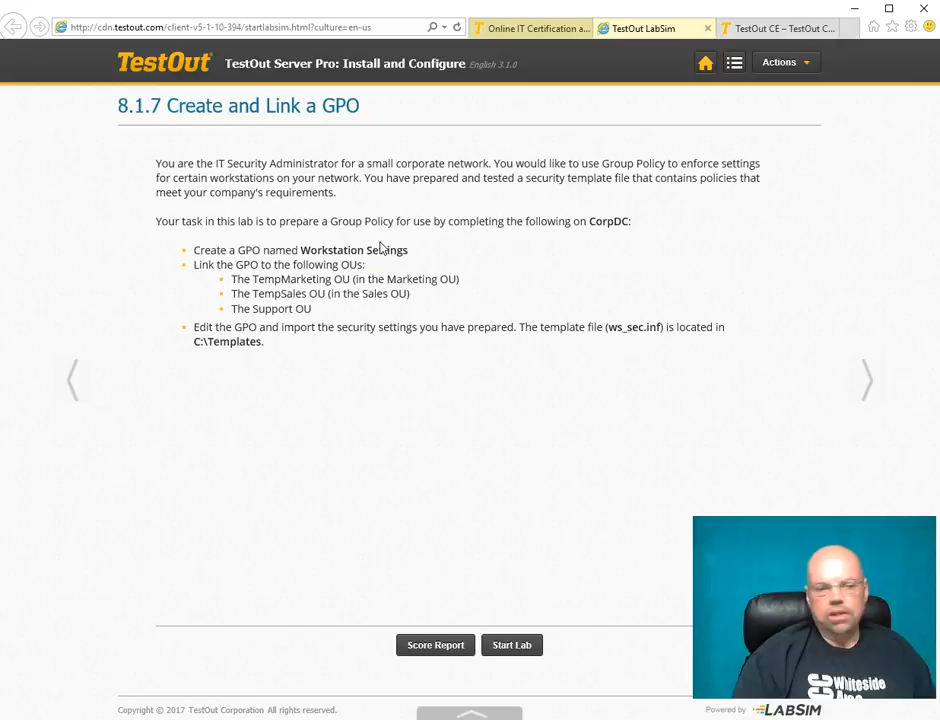 http://cdn.testout.com/client-v5-1-10-394/startlabsim.html?culture=en-us
Online IT Certification a...
TestOut LabSim
TestOut CE – TestOut C...
TestOut
TestOut Server Pro: Install and Configure English 3.1.0
Actions
8.1.7 Create and Link a GPO
You are the IT Security Administrator for a small corporate network. You would like to use Group Policy to enforce settings
for certain workstations on your network. You have prepared and tested a security template file that contains policies that
meet your company's requirements.
Your task in this lab is to prepare a Group Policy for use by completing the following on CorpDC:
Create a GPO named Workstation Settings
Link the GPO to the following OUs:
The TempMarketing OU (in the Marketing OU)
The TempSales OU (in the Sales OU)
The Support OU
Edit the GPO and import the security settings you have prepared. The template file (ws_sec.inf) is located in
C:\Templates.
Score Report
Start Lab
Whiteside
Copyright © 2017 TestOut Corporation All rights reserved.
Powered by LABSIM